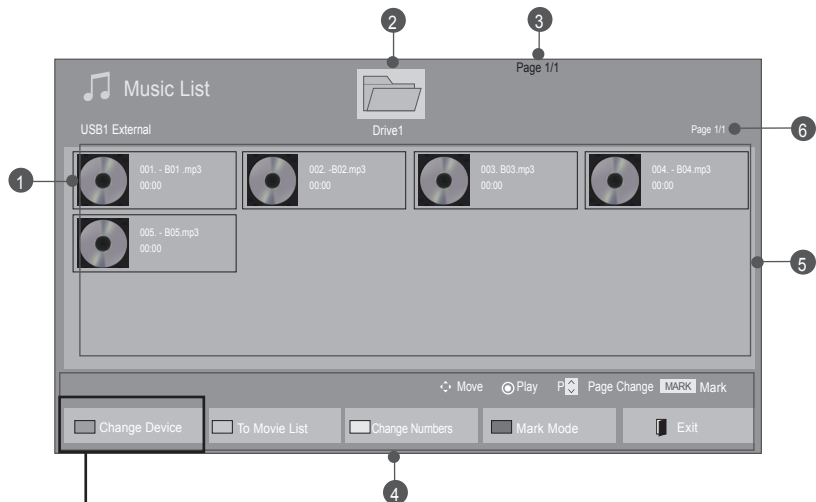 2
3
Page 1/1
Music List
USB1 External
Drive1
Page 1/1
6
1
001. - B01 .mp3
00:00
002. -B02.mp3
00:00
003. B03.mp3
00:00
004. - B04.mp3
00:00
005. - B05.mp3
00:00
5
Move Play P Page Change MARK Mark
Change Device To Movie List Change Numbers Mark Mode Exit
4